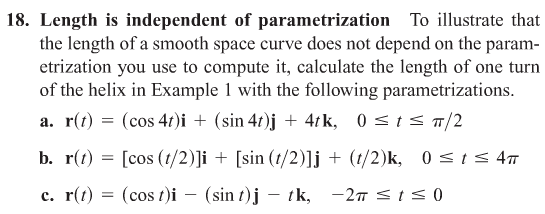 18. Length is independent of parametrization To illustrate that
the length of a smooth space curve does not depend on the param-
etrization you use to compute it, calculate the length of one turn
of the helix in Example 1 with the following parametrizations.
a. r(t) = (cos 4t)i + (sin 4t)j + 4tk, 0 ≤ t ≤ π/2
b. r(t) = [cos (t/2)]i + [sin (t/2)]j + (t/2)k, 0 ≤ t ≤ 4π
c. r(t) = (cos t)i − (sin t)j − tk, −2π ≤ t ≤ 0